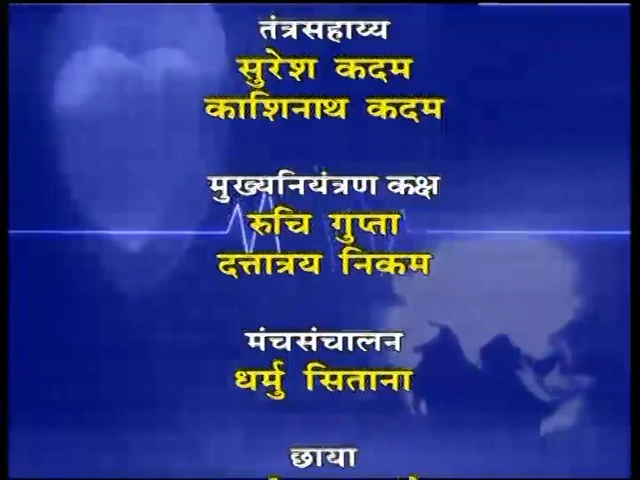 तंत्रसहाय्य
सुरेश कदम
काशिनाथ कदम
मुख्यनियंत्रण कक्ष
रुचि गुप्ता
दत्तात्रय निकम
मंचसंचालन
धर्मु सिताना
छाया